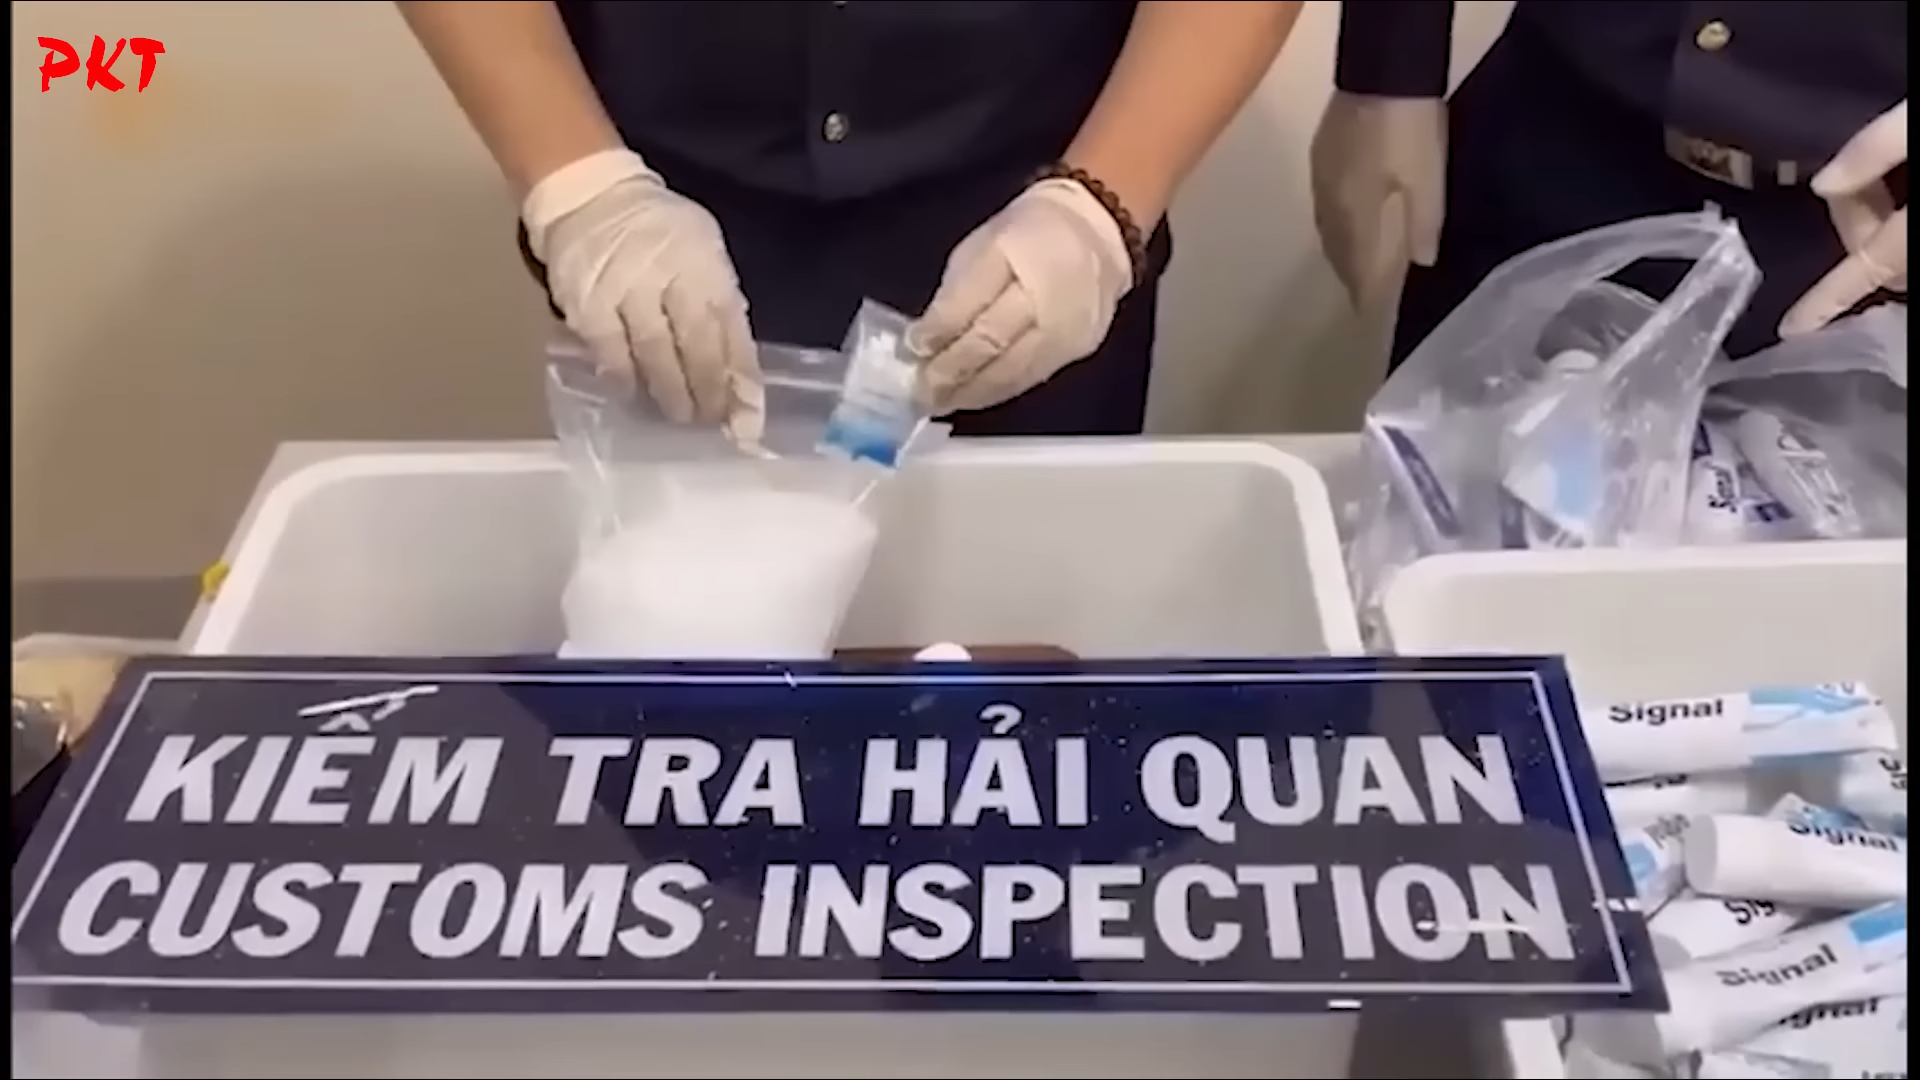 PKT
KIỂM TRA HẢI QUAN
CUSTOMS INSPECTION
Signal
Signal
Signal